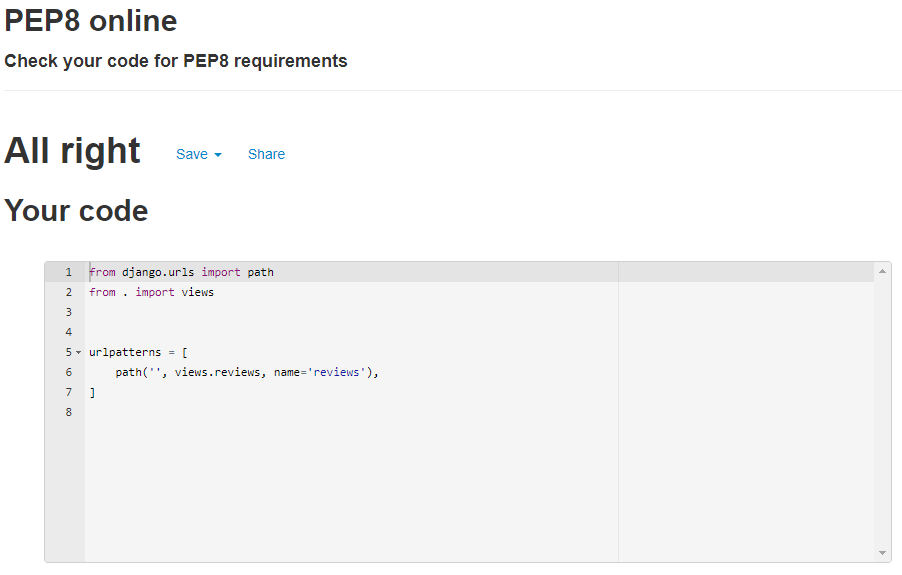 PEP8 online
Check your code for PEP8 requirements
All right Save Share
Your code
1 from django.urls import path
2 from . import views
3
4
5 urlpatterns = [
6     path('', views.reviews, name='reviews'),
7 ]
8